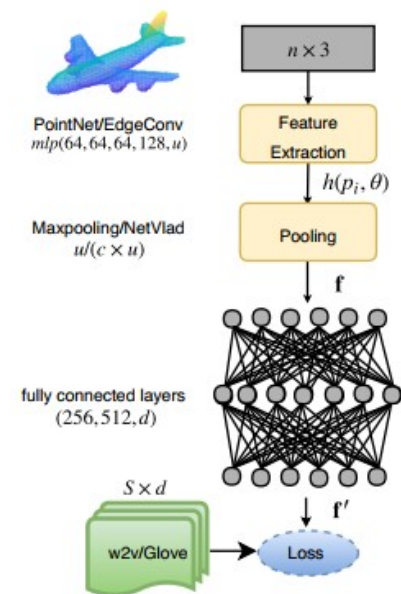 n × 3
PointNet/EdgeConv
mlp(64, 64, 64, 128, u)
Feature
Extraction
h(pᵢ, θ)
Maxpooling/NetVlad
u/(c × u)
Pooling
f
fully connected layers
(256, 512, d)
S × d
f′
w2v/Glove
Loss